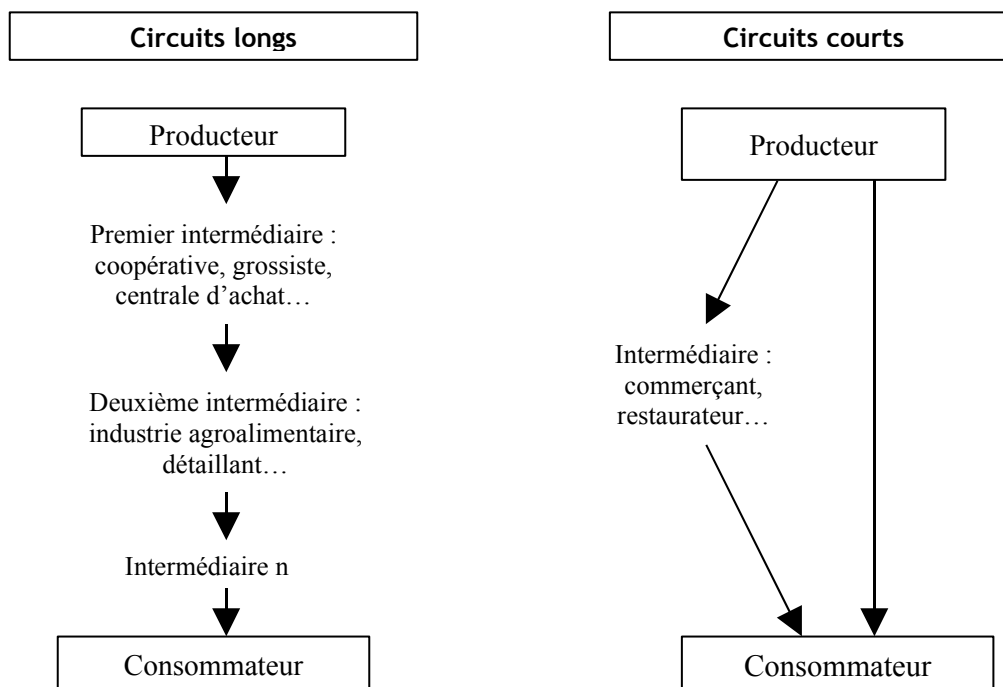 Circuits longs
Producteur
Premier intermédiaire :
coopérative, grossiste,
centrale d’achat…
Deuxième intermédiaire :
industrie agroalimentaire,
détaillant…
Intermédiaire n
Consommateur
Circuits courts
Producteur
Intermédiaire :
commerçant,
restaurateur…
Consommateur